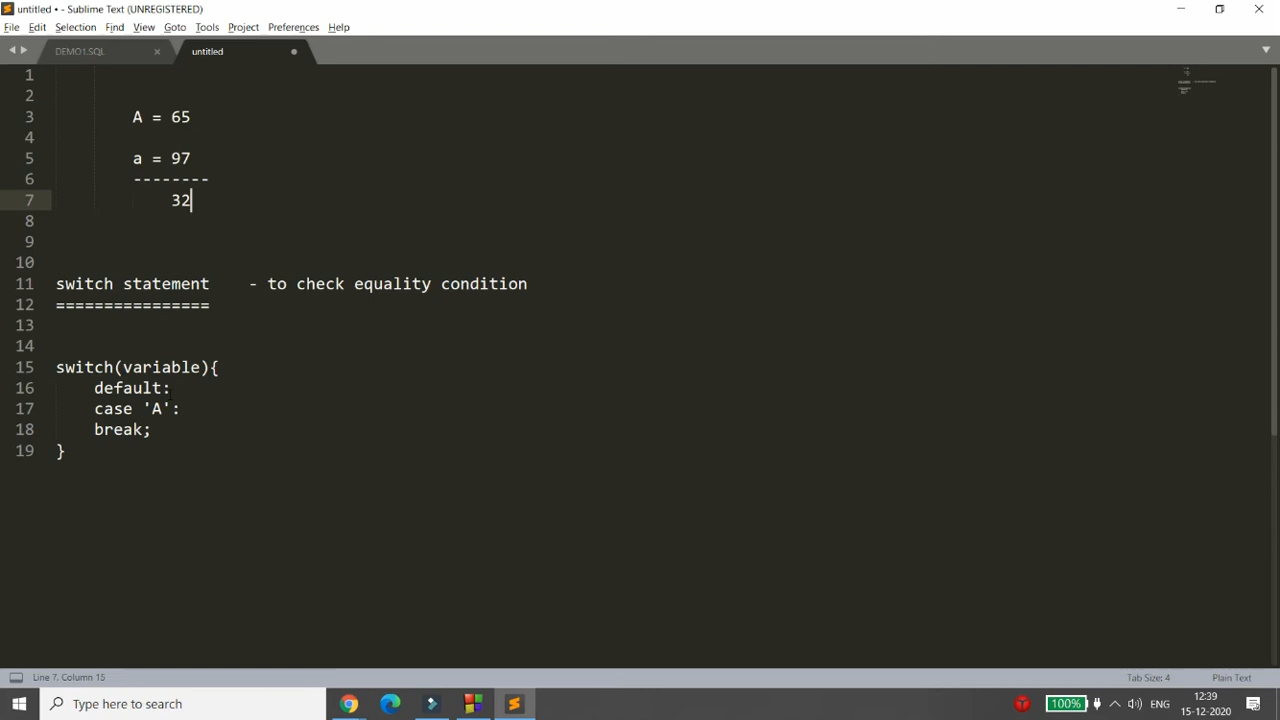 untitled • - Sublime Text (UNREGISTERED)
File Edit Selection Find View Goto Tools Project Preferences Help
DEMO1.SQL untitled
1
2
3 A = 65
4
5 a = 97
6 --------
7 32
8
9
10
11 switch statement - to check equality condition
12 ================
13
14
15 switch(variable){
16 default:
17 case 'A':
18 break;
19 }
Line 7, Column 15 Tab Size: 4 Plain Text
Type here to search 100% ENG 12:39
15-12-2020